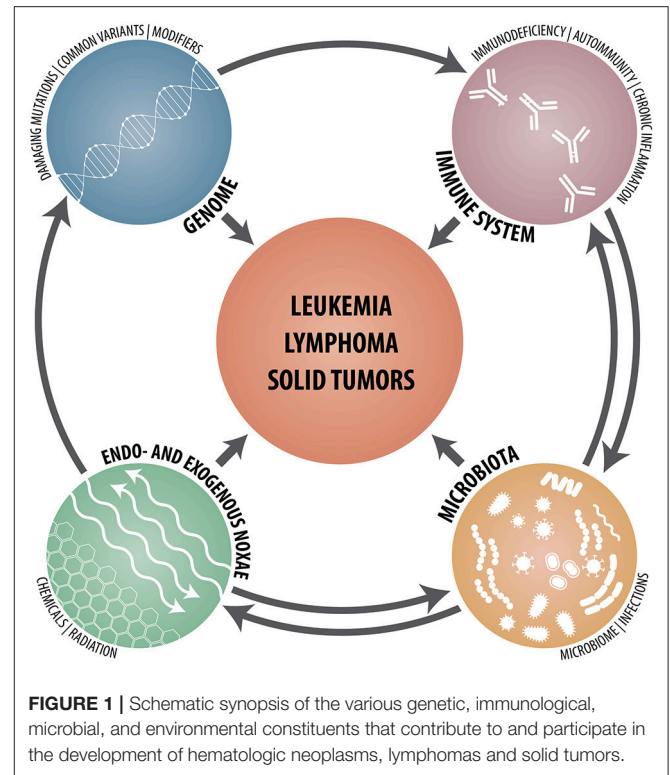 DAMAGING MUTATIONS | COMMON VARIANTS | MODIFIERS
GENOME
IMMUNODEFICIENCY | AUTOIMMUNITY | CHRONIC INFLAMMATION
IMMUNE SYSTEM
LEUKEMIA
LYMPHOMA
SOLID TUMORS
ENDO- AND EXOGENOUS NOXAE
CHEMICALS | RADIATION
MICROBIOTA
MICROBIOME | INFECTIONS
FIGURE 1 | Schematic synopsis of the various genetic, immunological,
microbial, and environmental constituents that contribute to and participate in
the development of hematologic neoplasms, lymphomas and solid tumors.